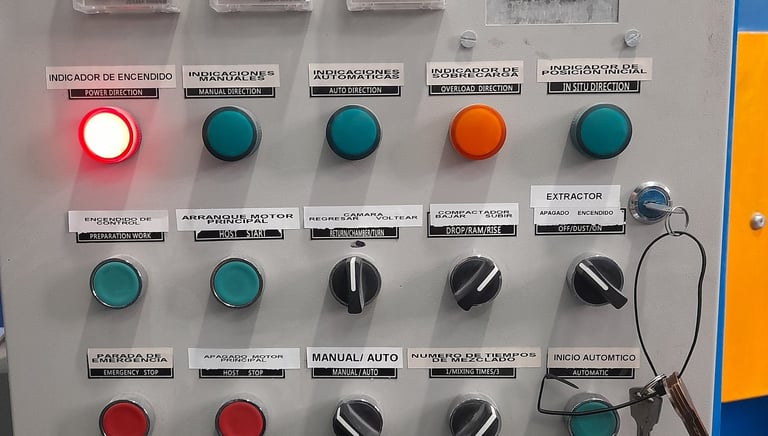 INDICADOR DE ENCENDIDO
POWER DIRECTION
INDICACIONES
MANUALES
MANUAL DIRECTION
INDICACIONES
AUTOMATICAS
AUTO DIRECTION
INDICADOR DE
SOBRECARGA
OVERLOAD DIRECTION
INDICADOR DE
POSICION INICIAL
IN SITU DIRECTION
ENCENDIDO DE
CONTROL
PREPARATION WORK
ARRANQUE MOTOR
PRINCIPAL
HOST START
CAMARA
REGRESAR VOLTEAR
RETURN/CHAMBER/TURN
COMPACTADOR
BAJAR SUBIR
DROP/RAM/RISE
EXTRACTOR
APAGADO ENCENDIDO
OFF/DUST/ON
PARADA DE
EMERGENCIA
EMERGENCY STOP
APAGADO MOTOR
PRINCIPAL
HOST STOP
MANUAL/ AUTO
MANUAL / AUTO
NUMERO DE TIEMPOS
DE MEZCLADO
1/MIXING TIMES/3
INICIO AUTOMTICO
AUTOMATIC